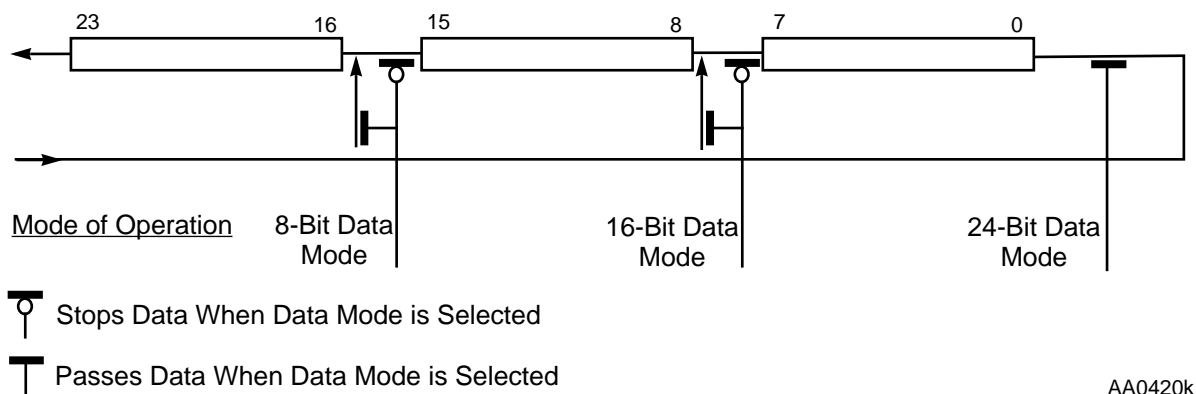 23 16 15 8 7 0
Mode of Operation 8-Bit Data Mode 16-Bit Data Mode 24-Bit Data Mode
Stops Data When Data Mode is Selected
Passes Data When Data Mode is Selected
AA0420k